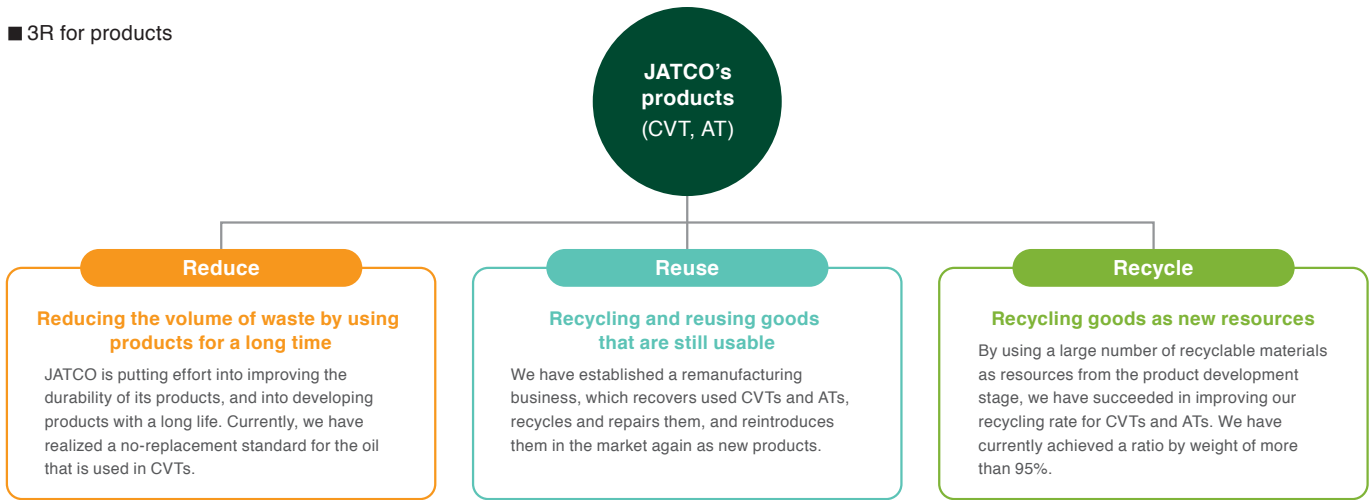 ■ 3R for products
JATCO's
products
(CVT, AT)
Reduce
Reducing the volume of waste by using
products for a long time
JATCO is putting effort into improving the
durability of its products, and into developing
products with a long life. Currently, we have
realized a no-replacement standard for the oil
that is used in CVTs.
Reuse
Recycling and reusing goods
that are still usable
We have established a remanufacturing
business, which recovers used CVTs and ATs,
recycles and repairs them, and reintroduces
them in the market again as new products.
Recycle
Recycling goods as new resources
By using a large number of recyclable materials
as resources from the product development
stage, we have succeeded in improving our
recycling rate for CVTs and ATs. We have
currently achieved a ratio by weight of more
than 95%.